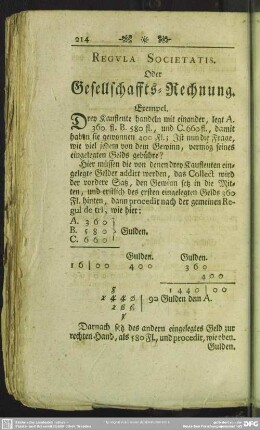 214
REGVLA SOCIETATIS.
Oder
Gesellschaffts-Rechnung.
Exempel.
Drey Kauffleute handeln mit einander, legt A.
360 fl. B. 580 fl., und C. 660 fl., damit
haben sie gewonnen 400 Fl.; Ist nun die Frage,
wie viel jedem von dem Gewinn, vermög seines
eingelegten Gelds gebühre?
Hier müssen die von denen drey Kauffleuten ein-
gelegte Gelder addirt werden, das Collect wird
der vorder Satz, den Gewinn setz in die Mit-
ten, und erstlich des ersten eingelegten Gelds 360
Fl. hinten, dann procedir nach der gemeinen Re-
gul de tri, wie hier:
A. 360
B. 580 Gulden.
C. 660
Gulden. Gulden.
16|00 400 360
400
1440|00
8
2440 | 90 Gulden dem A.
Darnach setz des andern eingelegtes Geld zur
rechten Hand, als 580 Fl., und procedir, wie oben.
Gulden.